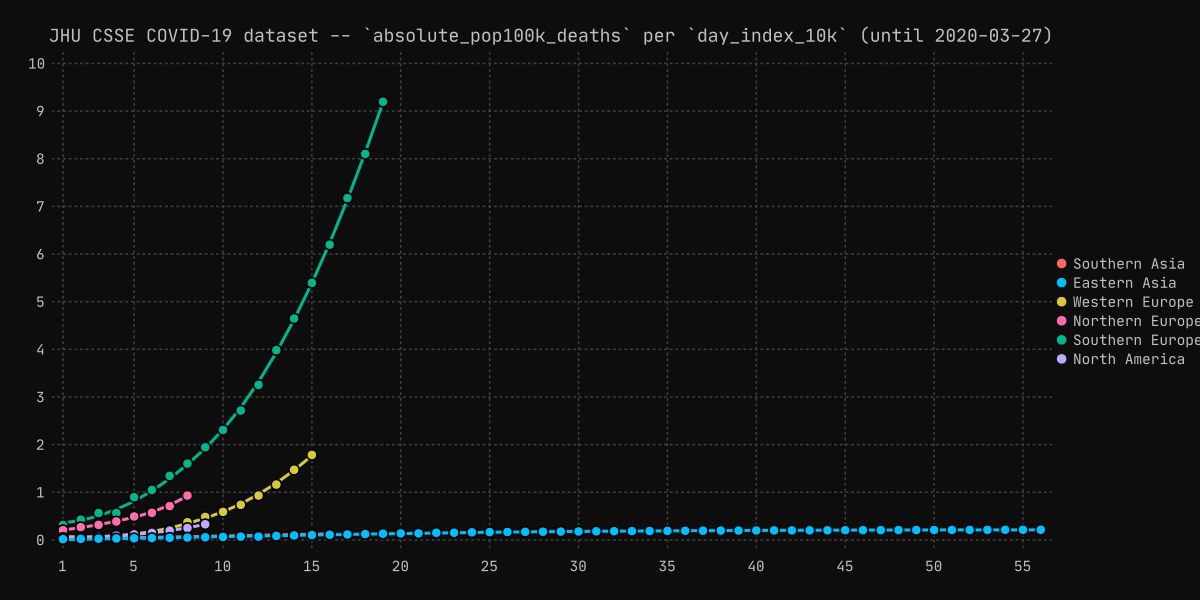 JHU CSSE COVID-19 dataset -- `absolute_pop100k_deaths` per `day_index_10k` (until 2020-03-27)
10
9
8
7
6
5
4
3
2
1
0
1 5 10 15 20 25 30 35 40 45 50 55
Southern Asia
Eastern Asia
Western Europe
Northern Europe
Southern Europe
North America